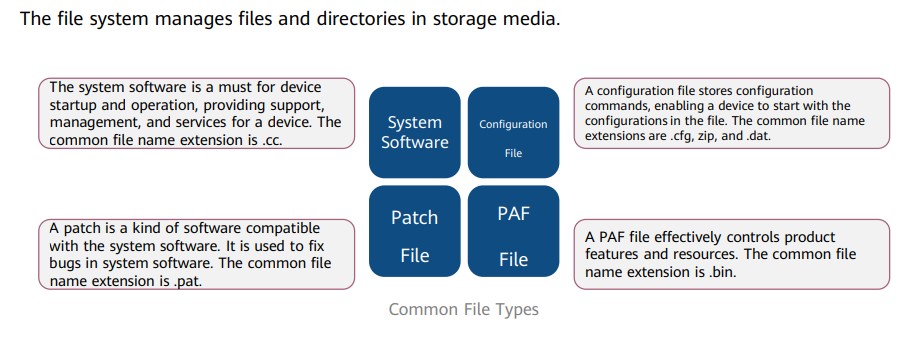 The file system manages files and directories in storage media.
The system software is a must for device
startup and operation, providing support,
management, and services for a device. The
common file name extension is .cc.
System
Software
Configuration
File
A configuration file stores configuration
commands, enabling a device to start with the
configurations in the file. The common file name
extensions are .cfg, zip, and .dat.
A patch is a kind of software compatible
with the system software. It is used to fix
bugs in system software. The common file
name extension is .pat.
Patch
File
PAF
File
A PAF file effectively controls product
features and resources. The common file
name extension is .bin.
Common File Types